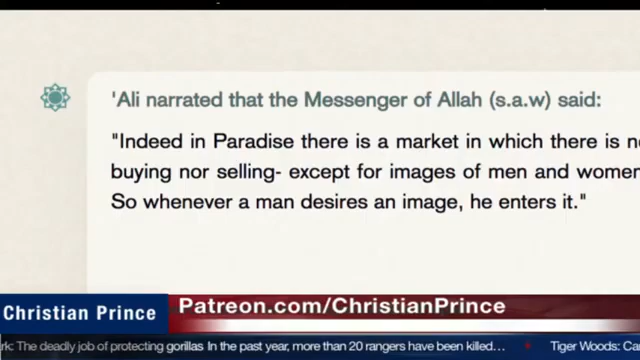 'Ali narrated that the Messenger of Allah (s.a.w) said:
"Indeed in Paradise there is a market in which there is
buying nor selling- except for images of men and women
So whenever a man desires an image, he enters it."
Christian Prince
Patreon.com/ChristianPrince
The deadly job of protecting gorillas In the past year, more than 20 rangers have been killed... Tiger Woods: